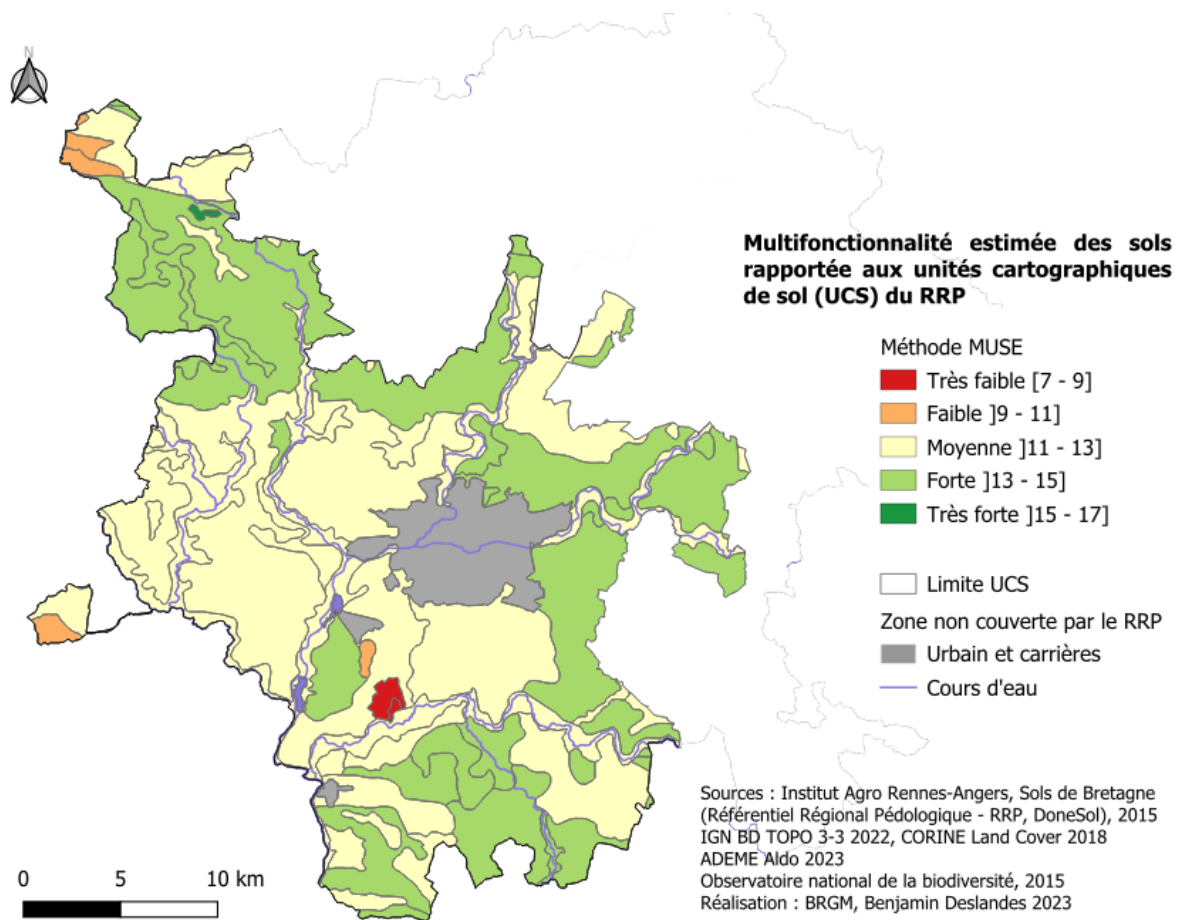 N
Multifonctionnalité estimée des sols
rapportée aux unités cartographiques
de sol (UCS) du RRP
Méthode MUSE
Très faible [7 - 9]
Faible ]9 - 11]
Moyenne ]11 - 13]
Forte ]13 - 15]
Très forte ]15 - 17]
Limite UCS
Zone non couverte par le RRP
Urbain et carrières
Cours d'eau
Sources : Institut Agro Rennes-Angers, Sols de Bretagne
(Référentiel Régional Pédologique - RRP, DoneSol), 2015
IGN BD TOPO 3-3 2022, CORINE Land Cover 2018
ADEME Aldo 2023
Observatoire national de la biodiversité, 2015
Réalisation : BRGM, Benjamin Deslandes 2023
0 5 10 km